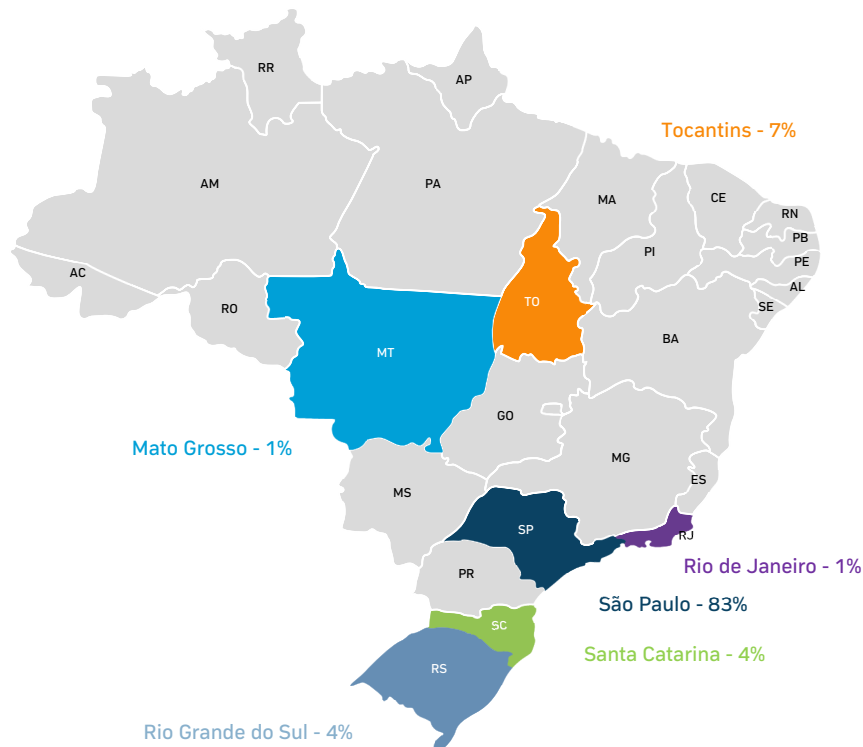 RR
AP
Tocantins - 7%
AM
PA
MA
CE
RN
PB
PI
PE
AC
AL
RO
TO
SE
BA
MT
GO
Mato Grosso - 1%
MG
ES
MS
SP
RJ
Rio de Janeiro - 1%
PR
São Paulo - 83%
SC
Santa Catarina - 4%
RS
Rio Grande do Sul - 4%